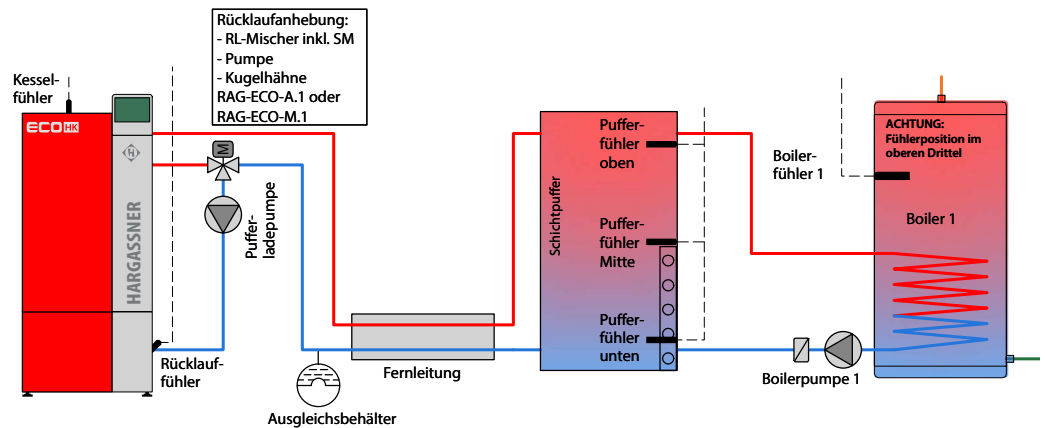 Rücklaufanhebung:
- RL-Mischer inkl. SM
- Pumpe
- Kugelhähne
RAG-ECO-A.1 oder
RAG-ECO-M.1
Kessel-
fühler
ECO HK
H
HARGASSNER
M
Puffer-
ladepumpe
Rücklauf-
fühler
Ausgleichsbehälter
Fernleitung
Schichtpuffer
Puffer-
fühler
oben
Puffer-
fühler
Mitte
Puffer-
fühler
unten
Boiler-
fühler 1
ACHTUNG:
Fühlerposition im
oberen Drittel
Boiler 1
Boilerpumpe 1